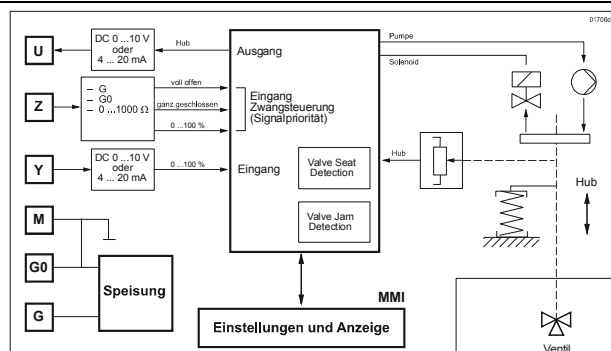 01706d
U
DC 0 ...10 V
oder
4 ... 20 mA
Hub
Ausgang
Pumpe
Solenoid
Z
– G
– G0
– 0 ...1000 Ω
voll offen
ganz geschlossen
0 ...100 %
Eingang
Zwangsteuerung
(Signalpriorität)
Y
DC 0 ...10 V
oder
4 ... 20 mA
0 ...100 %
Eingang
Valve Seat
Detection
Valve Jam
Detection
Hub
Hub
M
G0
G
Speisung
MMI
Einstellungen und Anzeige
Ventil